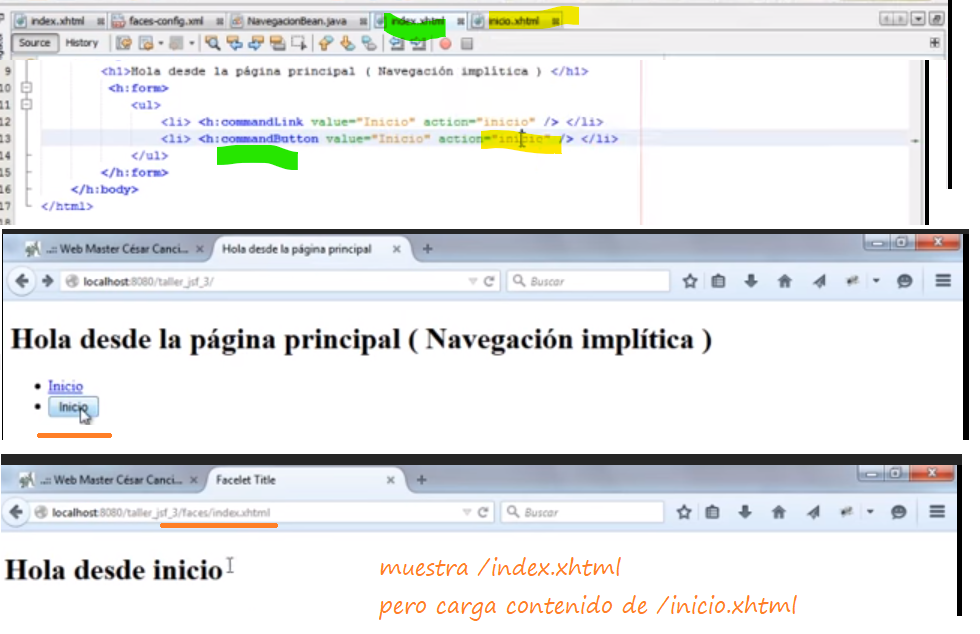 index.xhtml faces-config.xml NavegacionBean.java index.xhtml inicio.xhtml
Source History
9 <h1>Hola desde la página principal ( Navegación implítica ) </h1>
10 <h:form>
11 <ul>
12 <li> <h:commandLink value="Inicio" action="inicio" /> </li>
13 <li> <h:commandButton value="Inicio" action="inicio" /> </li>
14 </ul>
15 </h:form>
16 </h:body>
17 </html>
..:: Web Master César Canci... Hola desde la página principal
localhost:8080/taller_jsf_3/ Buscar
Hola desde la página principal ( Navegación implítica )
Inicio
Inicio
..:: Web Master César Canci... Facelet Title
localhost:8080/taller_jsf_3/faces/index.xhtml Buscar
Hola desde inicio
muestra /index.xhtml
pero carga contenido de /inicio.xhtml